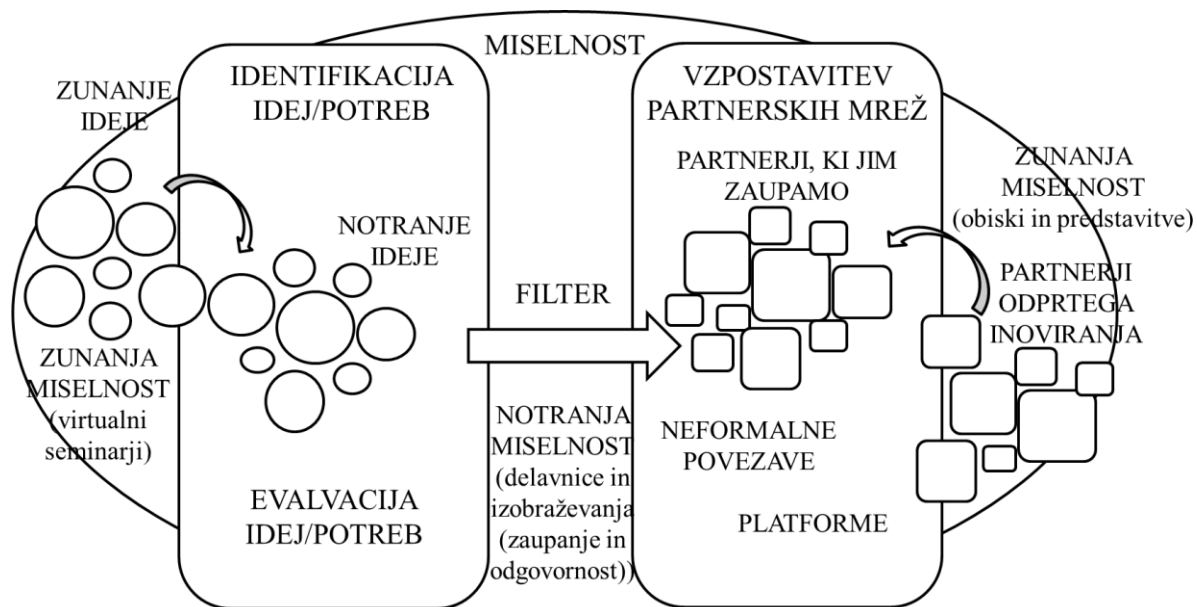 MISELNOST
ZUNANJE
IDEJE
IDENTIFIKACIJA
IDEJ/POTREB
NOTRANJE
IDEJE
ZUNANJA
MISELNOST
(virtualni
seminarji)
EVALVACIJA
IDEJ/POTREB
FILTER
NOTRANJA
MISELNOST
(delavnice in
izobraževanja
(zaupanje in
odgovornost))
VZPOSTAVITEV
PARTNERSKIH MREŽ
PARTNERJI, KI JIM
ZAUPAMO
NEFORMALNE
POVEZAVE
PLATFORME
ZUNANJA
MISELNOST
(obiski in predstavitve)
PARTNERJI
ODPRTEGA
INOVIRANJA